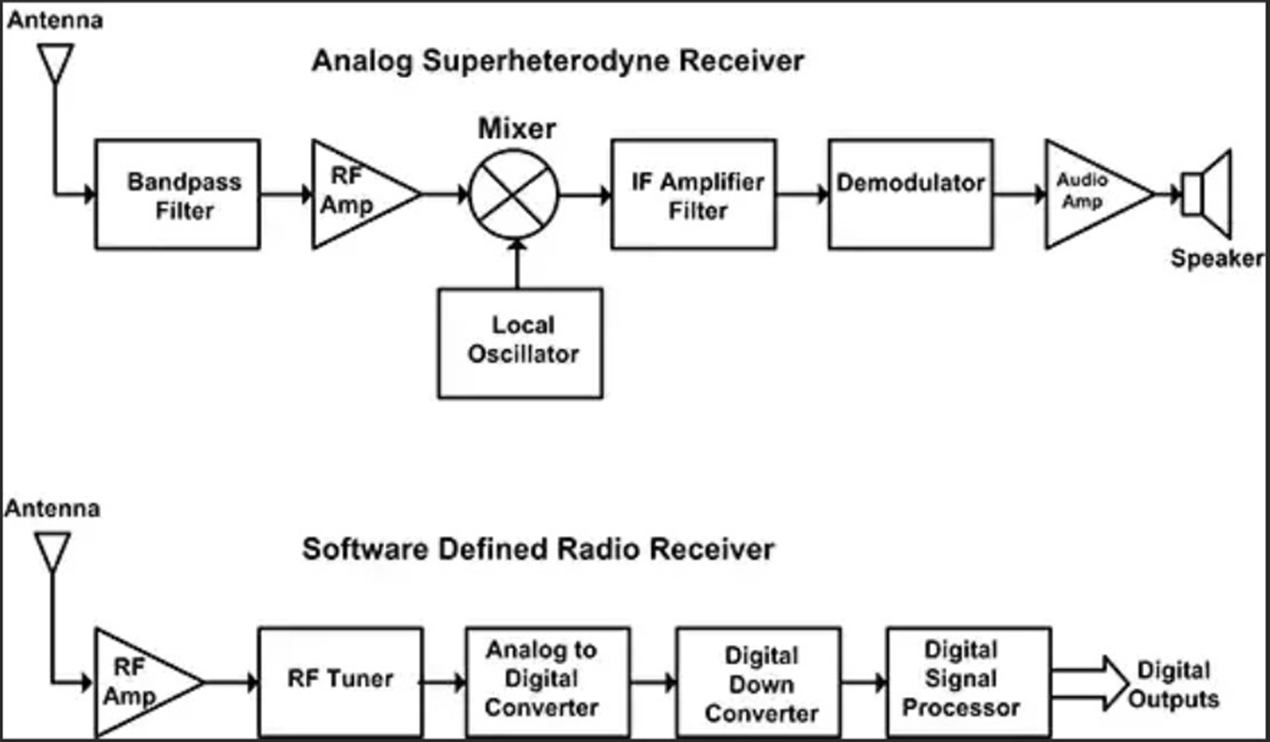 Antenna
Analog Superheterodyne Receiver
Mixer
Bandpass
Filter
RF
Amp
IF Amplifier
Filter
Demodulator
Audio
Amp
Speaker
Local
Oscillator
Antenna
Software Defined Radio Receiver
RF
Amp
RF Tuner
Analog to
Digital
Converter
Digital
Down
Converter
Digital
Signal
Processor
Digital
Outputs